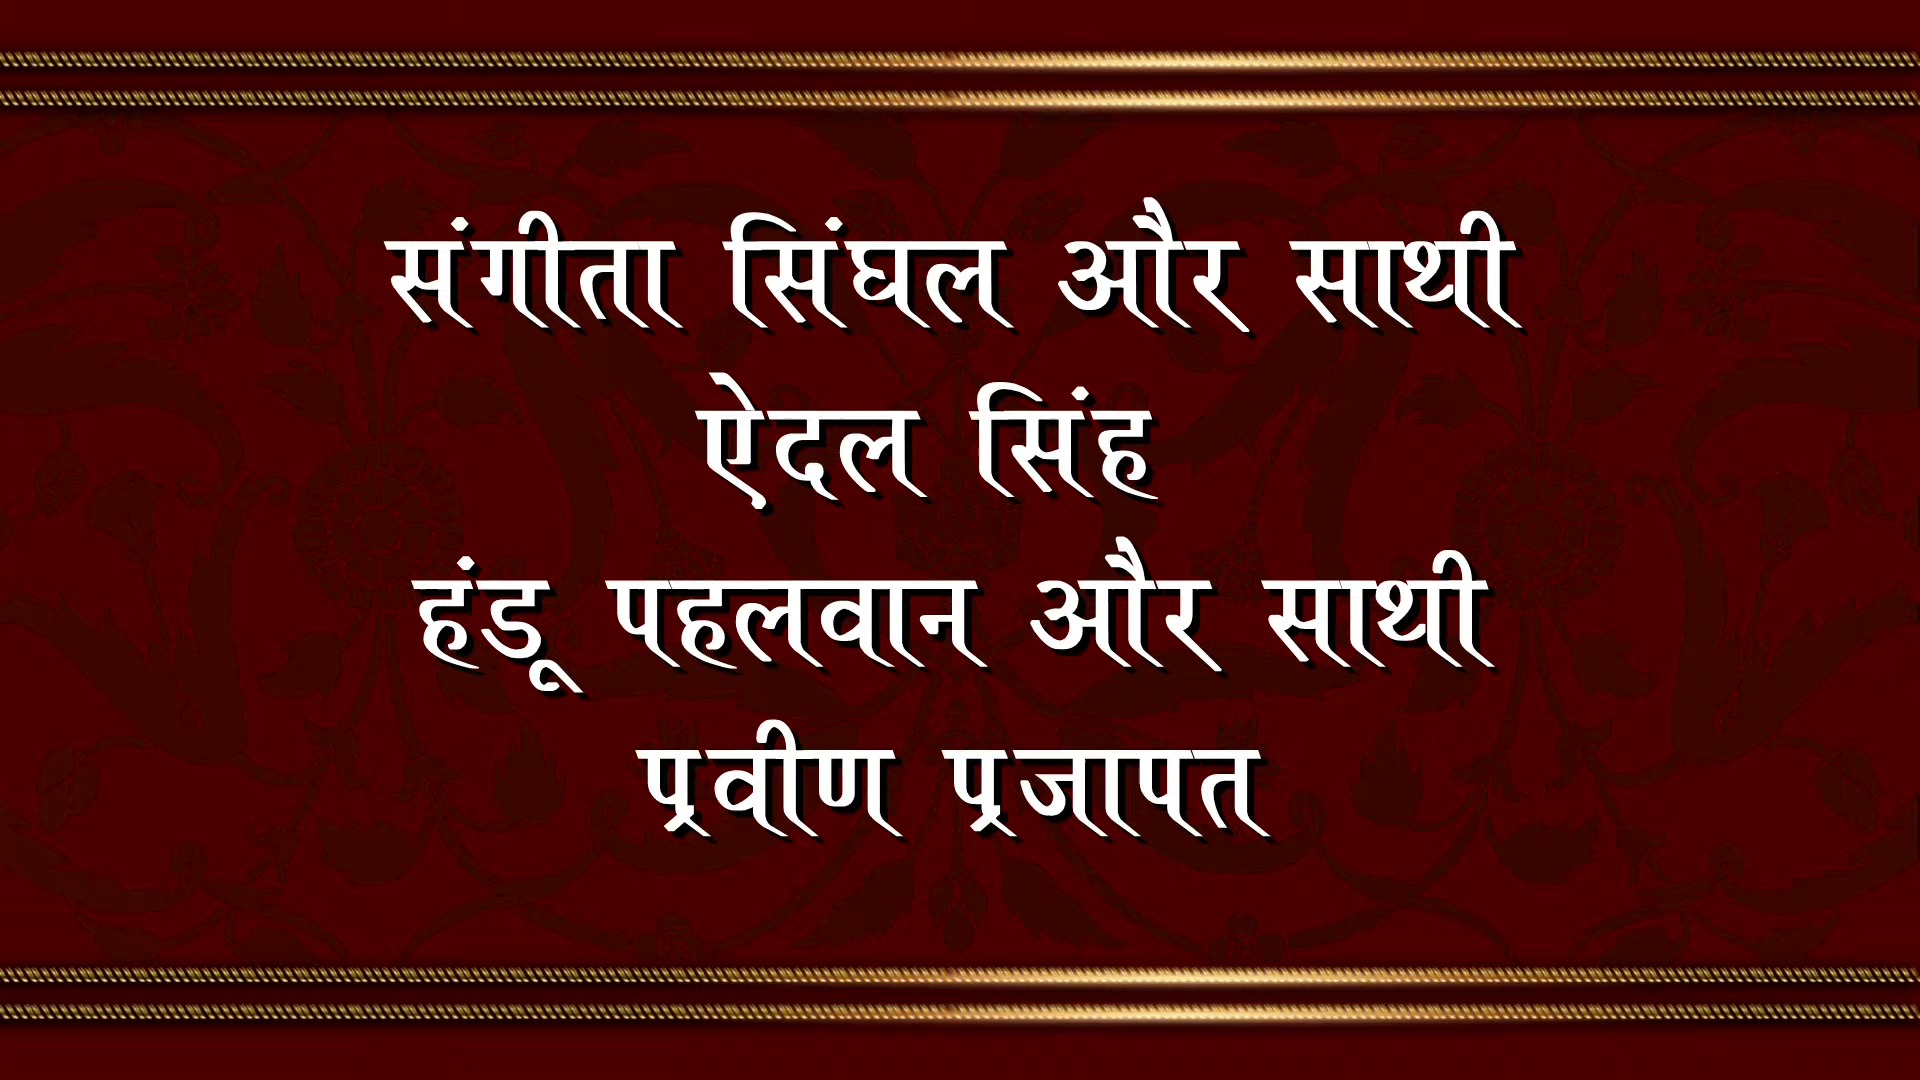 संगीता सिंघल और साथी
ऐदल सिंह
हंडू पहलवान और साथी
प्रवीण प्रजापत